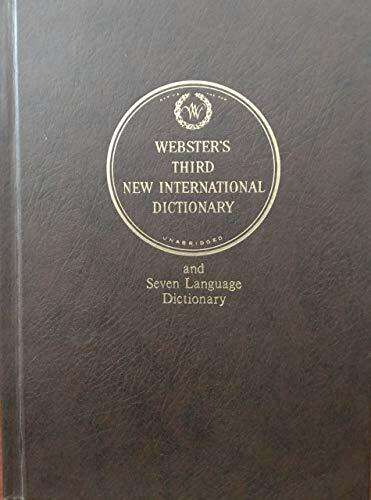 W
WEBSTER'S
THIRD
NEW INTERNATIONAL
DICTIONARY
UNABRIDGED
and
Seven Language
Dictionary